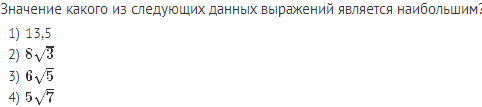 Значение какого из следующих данных выражений является наибольшим?
1) 13,5
2) 8√3
3) 6√5
4) 5√7